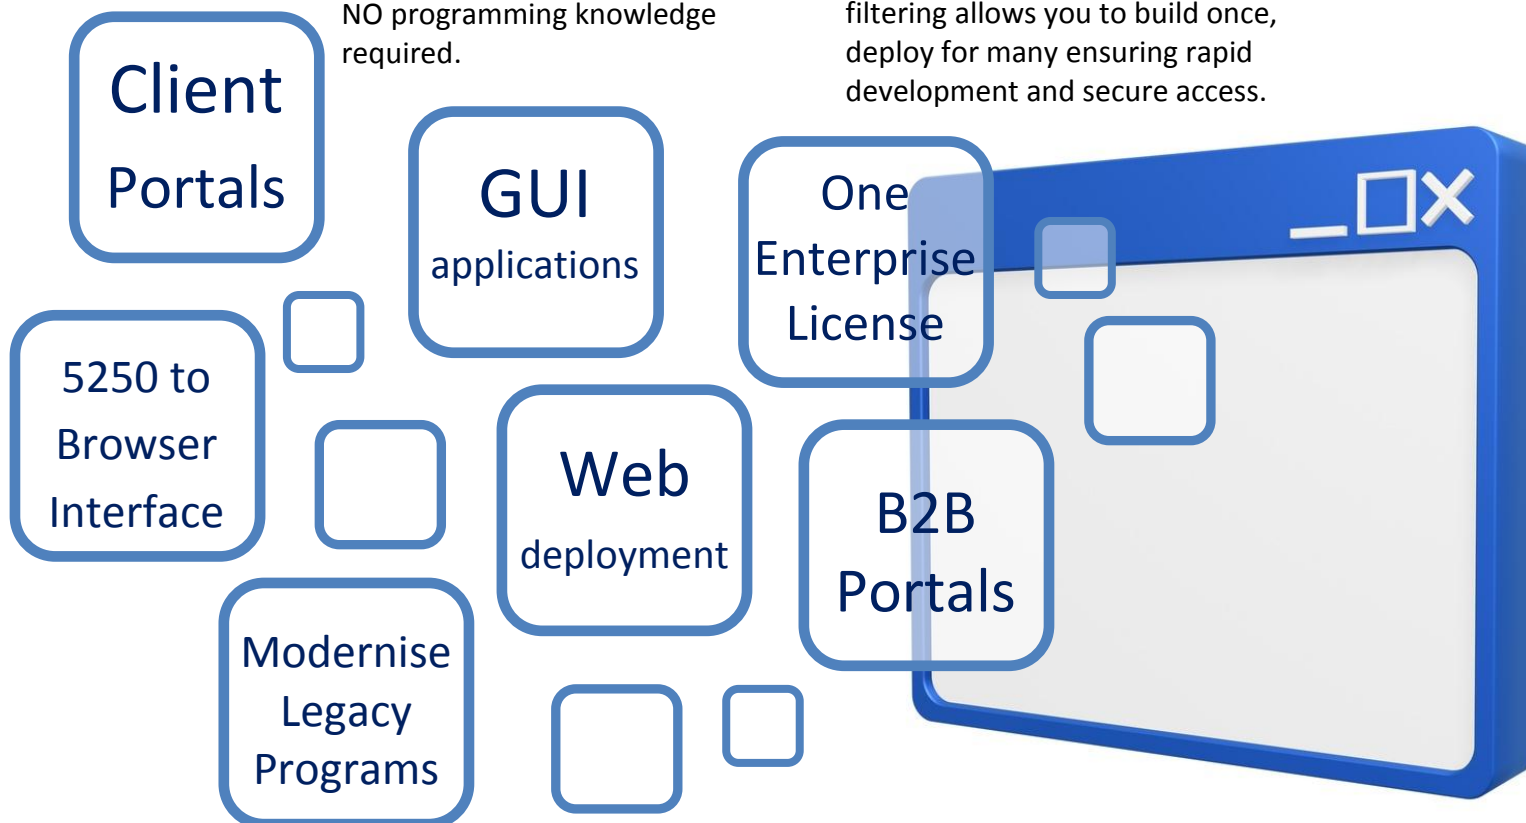 NO programming knowledge
required.
filtering allows you to build once,
deploy for many ensuring rapid
development and secure access.
Client
Portals
GUI
applications
One
Enterprise
License
5250 to
Browser
Interface
Web
deployment
B2B
Portals
Modernise
Legacy
Programs